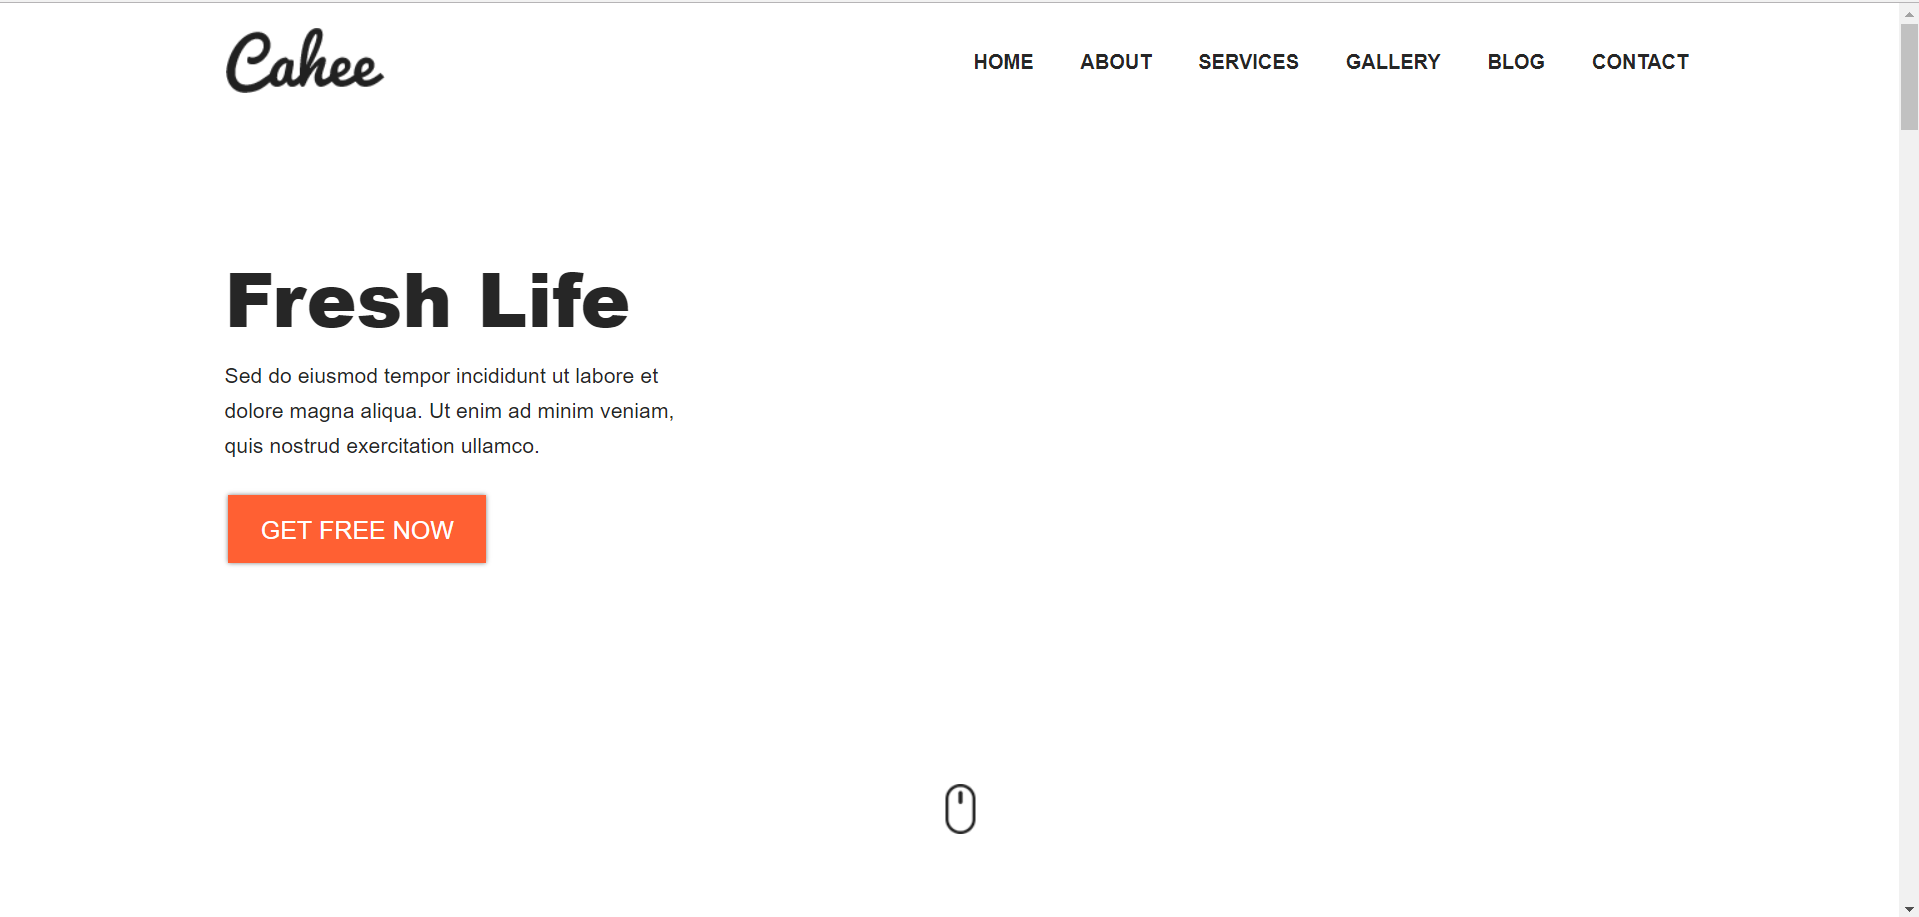 Cahee
HOME ABOUT SERVICES GALLERY BLOG CONTACT
Fresh Life
Sed do eiusmod tempor incididunt ut labore et
dolore magna aliqua. Ut enim ad minim veniam,
quis nostrud exercitation ullamco.
GET FREE NOW